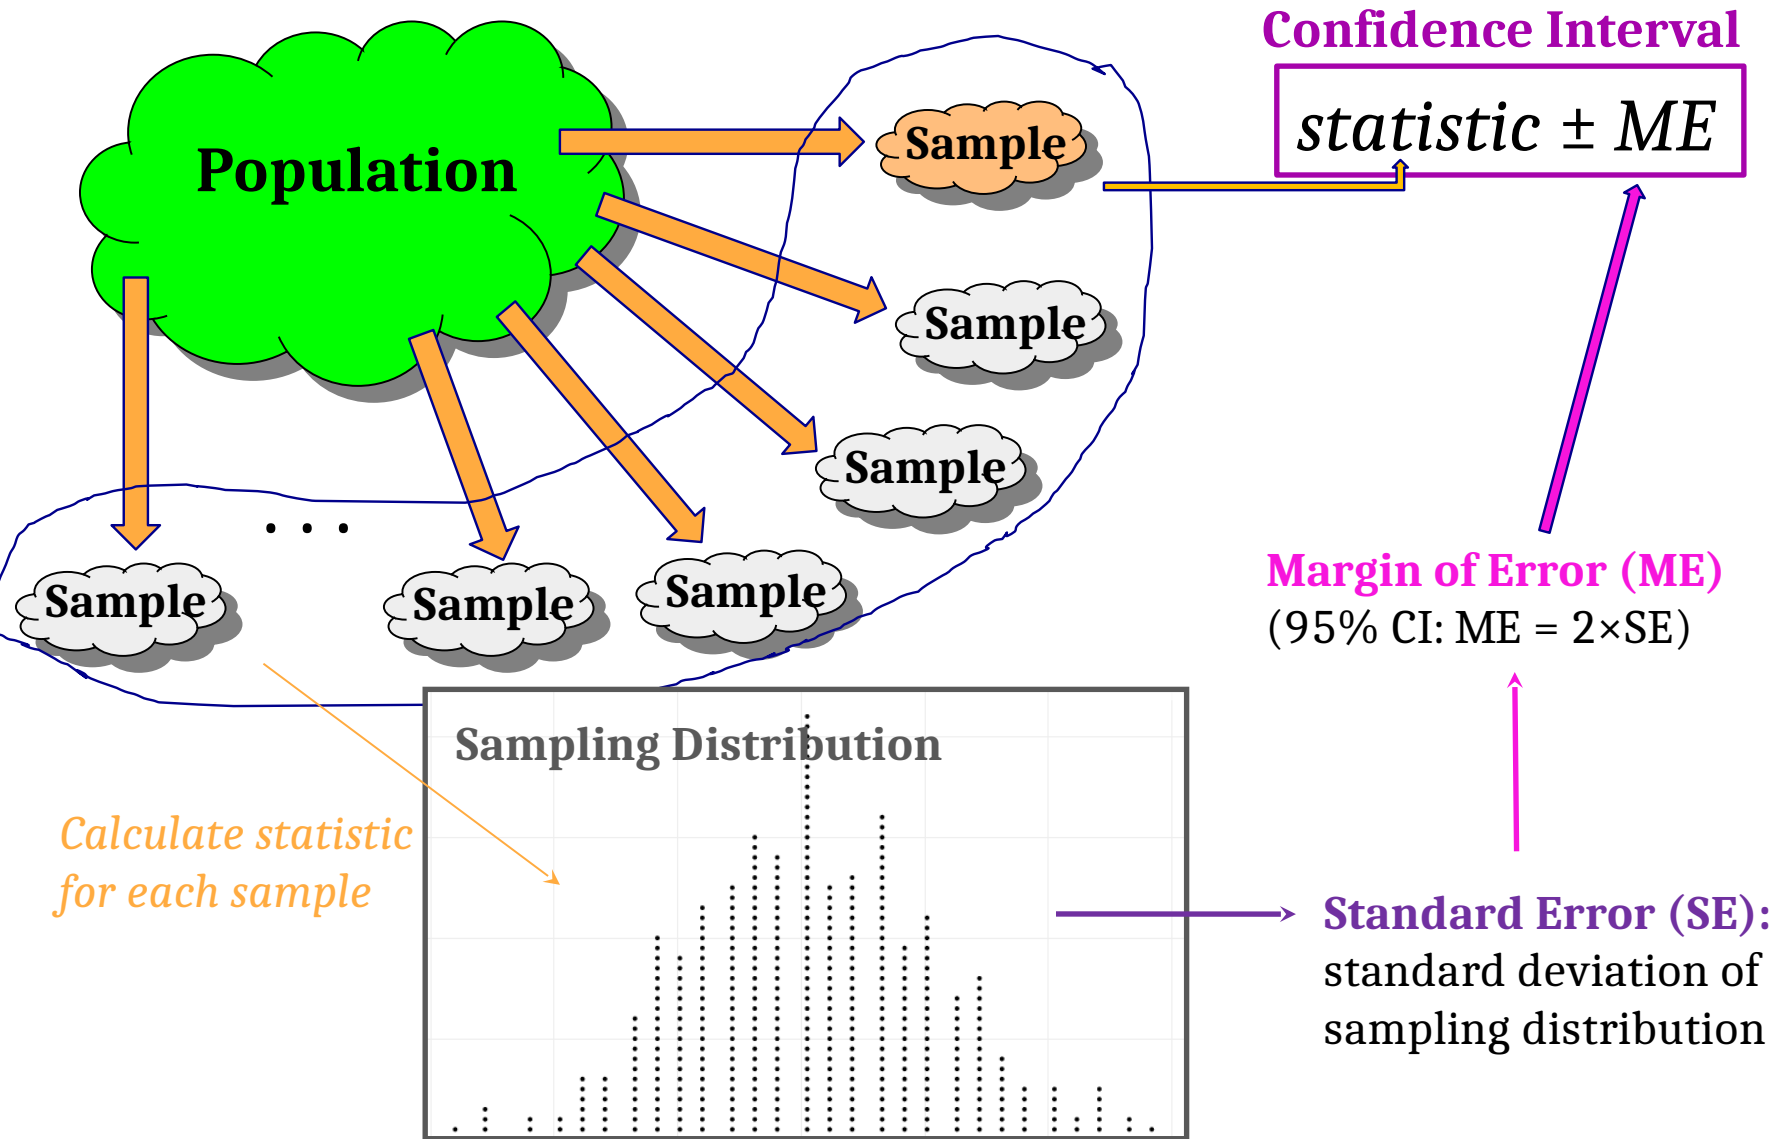 Confidence Interval
statistic ± ME
Population
Sample
Sample
Sample
Sample
Sample
Sample
. . .
Margin of Error (ME)
(95% CI: ME = 2×SE)
Sampling Distribution
Calculate statistic
for each sample
Standard Error (SE):
standard deviation of
sampling distribution